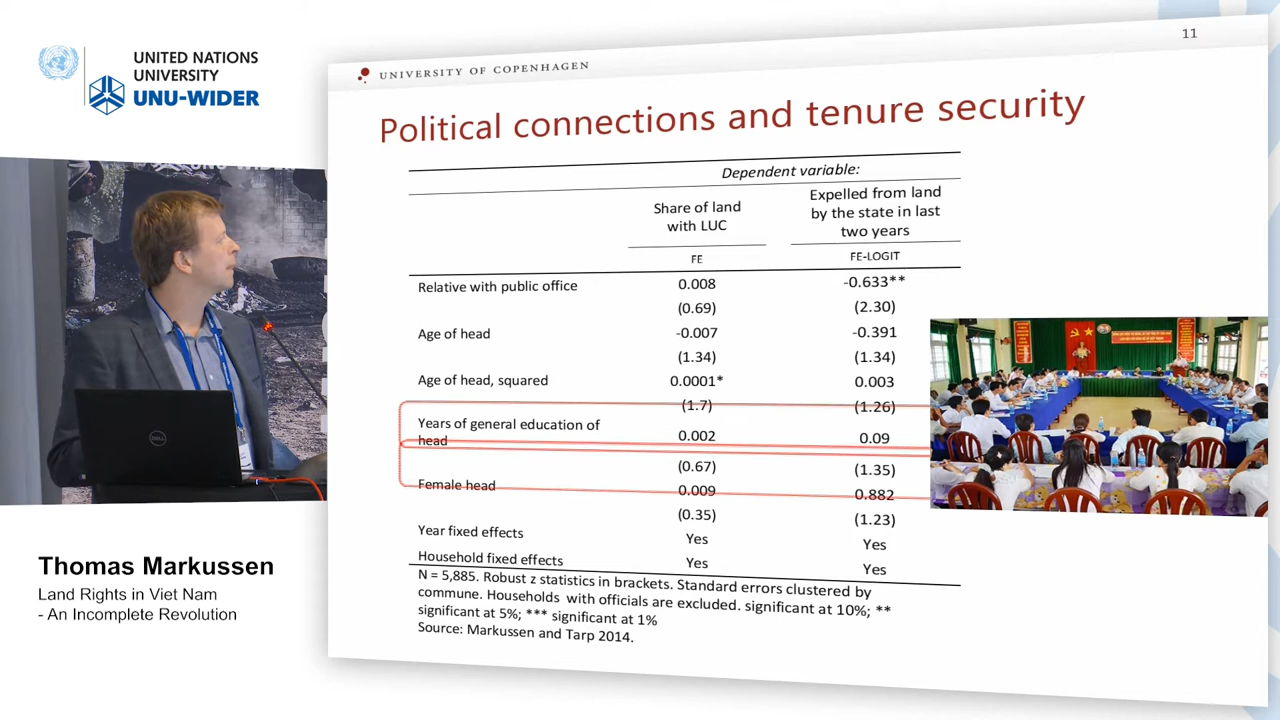 UNITED NATIONS
UNIVERSITY
UNU-WIDER
11
UNIVERSITY OF COPENHAGEN
Political connections and tenure security
Dependent variable:
Share of land
with LUC
Expelled from land
by the state in last
two years
FE
FE-LOGIT
Relative with public office 0.008 -0.633**
(0.69) (2.30)
Age of head -0.007 -0.391
(1.34) (1.34)
Age of head, squared 0.0001* 0.003
(1.7) (1.26)
Years of general education of
head 0.002 0.09
(0.67) (1.35)
Female head 0.009 0.882
(0.35) (1.23)
Year fixed effects Yes Yes
Household fixed effects Yes Yes
N = 5,885. Robust z statistics in brackets. Standard errors clustered by
commune. Households with officials are excluded. significant at 10%; **
significant at 5%; *** significant at 1%
Source: Markussen and Tarp 2014.
DELL
Thomas Markussen
Land Rights in Viet Nam
- An Incomplete Revolution